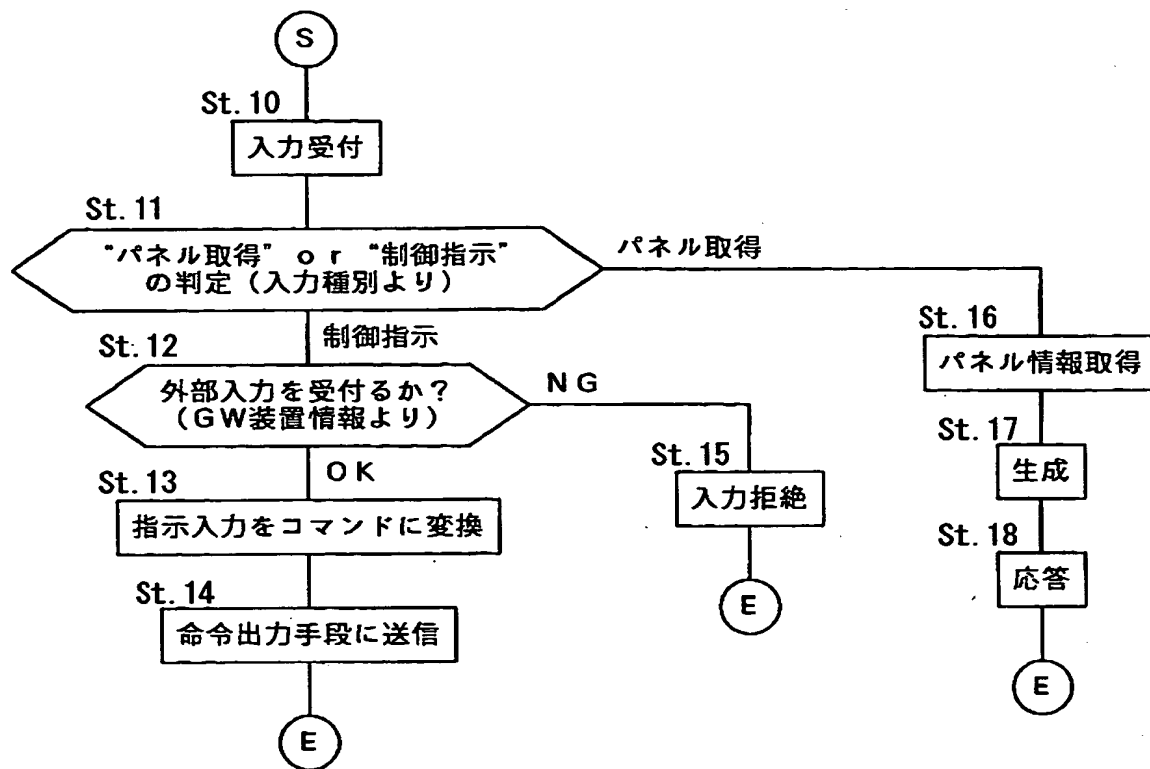 S
St.10
入力受付
St.11
“パネル取得” or “制御指示”
の判定(入力種別より)
パネル取得
制御指示
St.12
外部入力を受付るか?
(GW装置情報より)
NG
OK
St.13
指示入力をコマンドに変換
St.14
命令出力手段に送信
E
St.15
入力拒絶
E
St.16
パネル情報取得
St.17
生成
St.18
応答
E